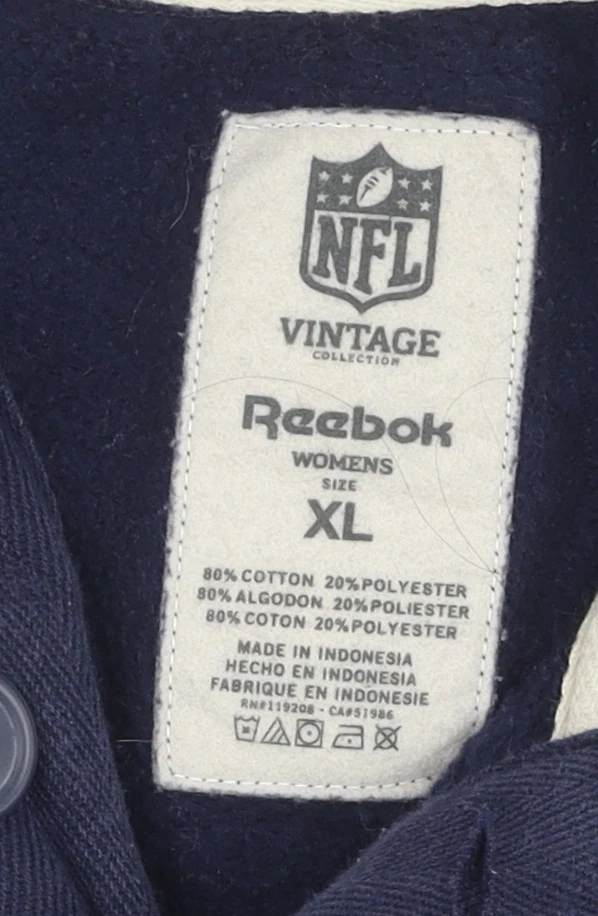 NFL
VINTAGE
COLLECTION
Reebok
WOMENS
SIZE
XL
80% COTTON 20% POLYESTER
80% ALGODON 20% POLIESTER
80% COTON 20% POLYESTER
MADE IN INDONESIA
HECHO EN INDONESIA
FABRIQUE EN INDONESIE
RN#119208 - CA#51986